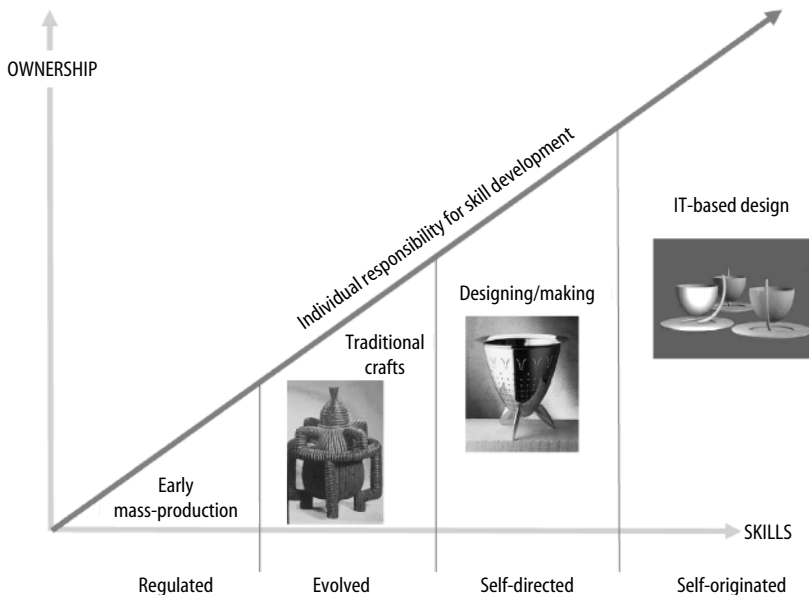 OWNERSHIP
Individual responsibility for skill development
IT-based design
Designing/making
Traditional
crafts
Early
mass-production
SKILLS
Regulated
Evolved
Self-directed
Self-originated